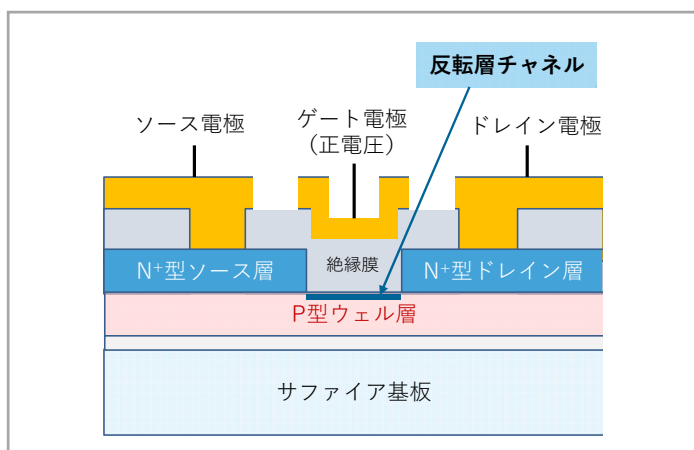 反転層チャネル
ソース電極
ゲート電極
(正電圧)
ドレイン電極
N⁺型ソース層
絶縁膜
N⁺型ドレイン層
P型ウェル層
サファイア基板